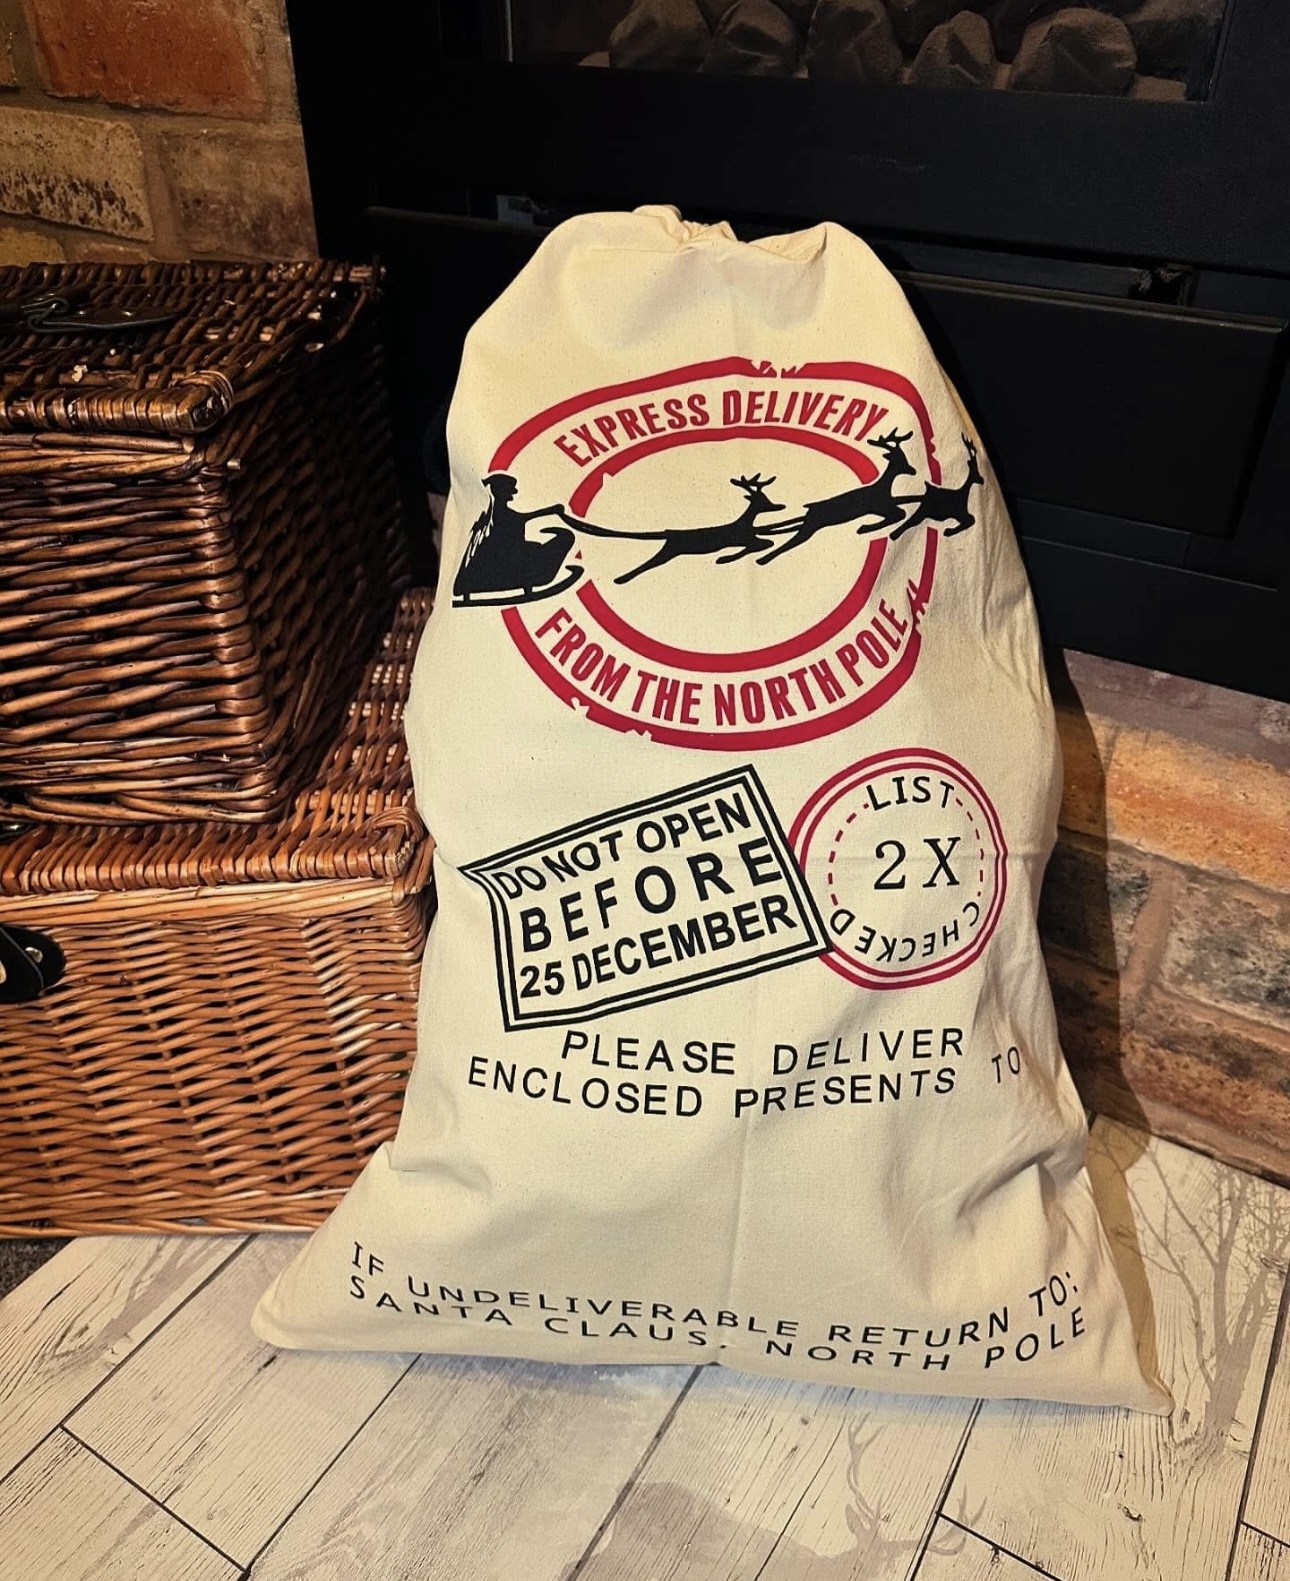 EXPRESS DELIVERY
FROM THE NORTH POLE
DO NOT OPEN
BEFORE
25 DECEMBER
LIST
2X
CHECKED
PLEASE DELIVER
ENCLOSED PRESENTS TO
IF UNDELIVERABLE RETURN TO:
SANTA CLAUS, NORTH POLE